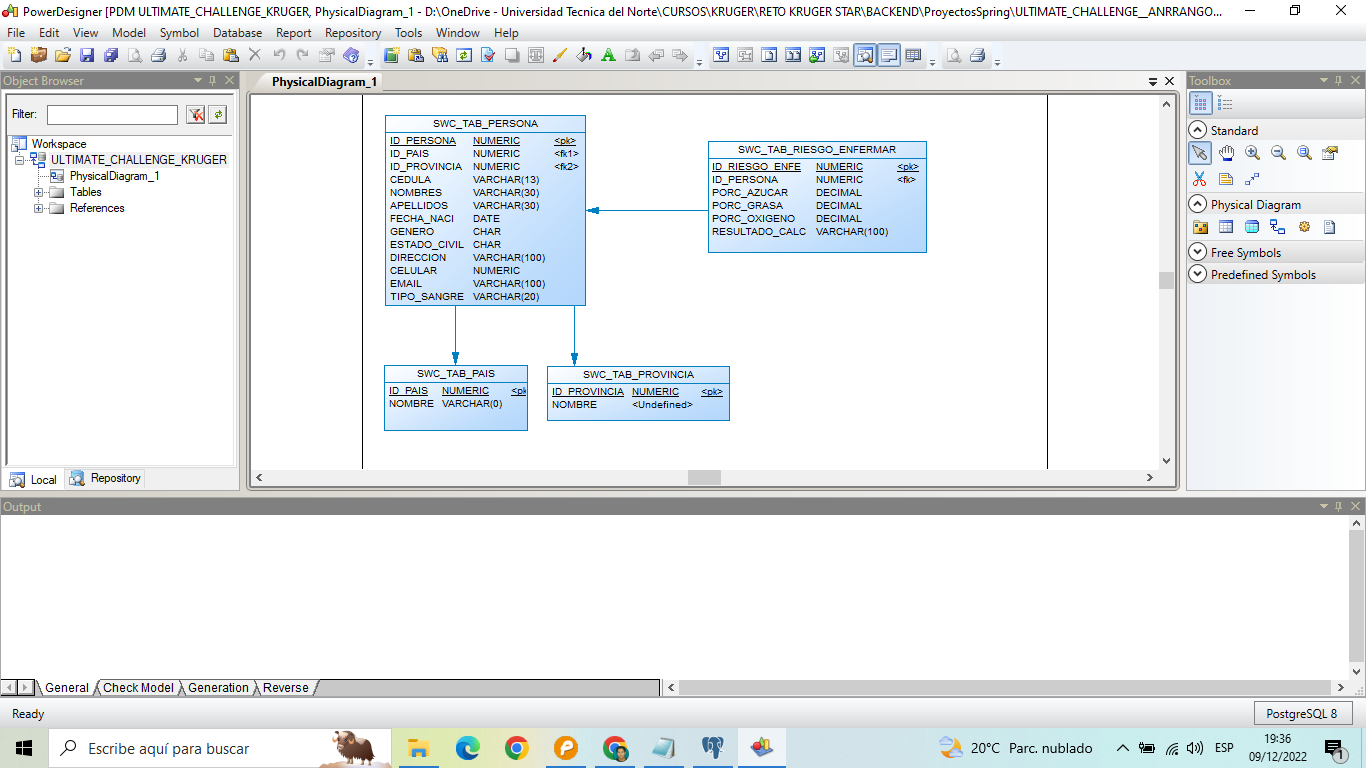 PowerDesigner [PDM ULTIMATE_CHALLENGE_KRUGER, PhysicalDiagram_1 - D:\OneDrive - Universidad Tecnica del Norte\CURSOS\KRUGER\RETO KRUGER STAR\BACKEND\ProyectosSpring\ULTIMATE_CHALLENGE__ANRRANGO...
File Edit View Model Symbol Database Report Repository Tools Window Help
Object Browser
Filter:
Workspace
ULTIMATE_CHALLENGE_KRUGER
PhysicalDiagram_1
Tables
References
Local Repository
PhysicalDiagram_1
SWC_TAB_PERSONA
ID_PERSONA NUMERIC <pk>
ID_PAIS NUMERIC <fk1>
ID_PROVINCIA NUMERIC <fk2>
CEDULA VARCHAR(13)
NOMBRES VARCHAR(30)
APELLIDOS VARCHAR(30)
FECHA_NACI DATE
GENERO CHAR
ESTADO_CIVIL CHAR
DIRECCION VARCHAR(100)
CELULAR NUMERIC
EMAIL VARCHAR(100)
TIPO_SANGRE VARCHAR(20)
SWC_TAB_RIESGO_ENFERMAR
ID_RIESGO_ENFE NUMERIC <pk>
ID_PERSONA NUMERIC <fk>
PORC_AZUCAR DECIMAL
PORC_GRASA DECIMAL
PORC_OXIGENO DECIMAL
RESULTADO_CALC VARCHAR(100)
SWC_TAB_PAIS
ID_PAIS NUMERIC <pk
NOMBRE VARCHAR(0)
SWC_TAB_PROVINCIA
ID_PROVINCIA NUMERIC <pk>
NOMBRE <Undefined>
Toolbox
Standard
Physical Diagram
Free Symbols
Predefined Symbols
Output
General Check Model Generation Reverse
Ready
PostgreSQL 8
Escribe aquí para buscar
20°C Parc. nublado
ESP
19:36
09/12/2022
1